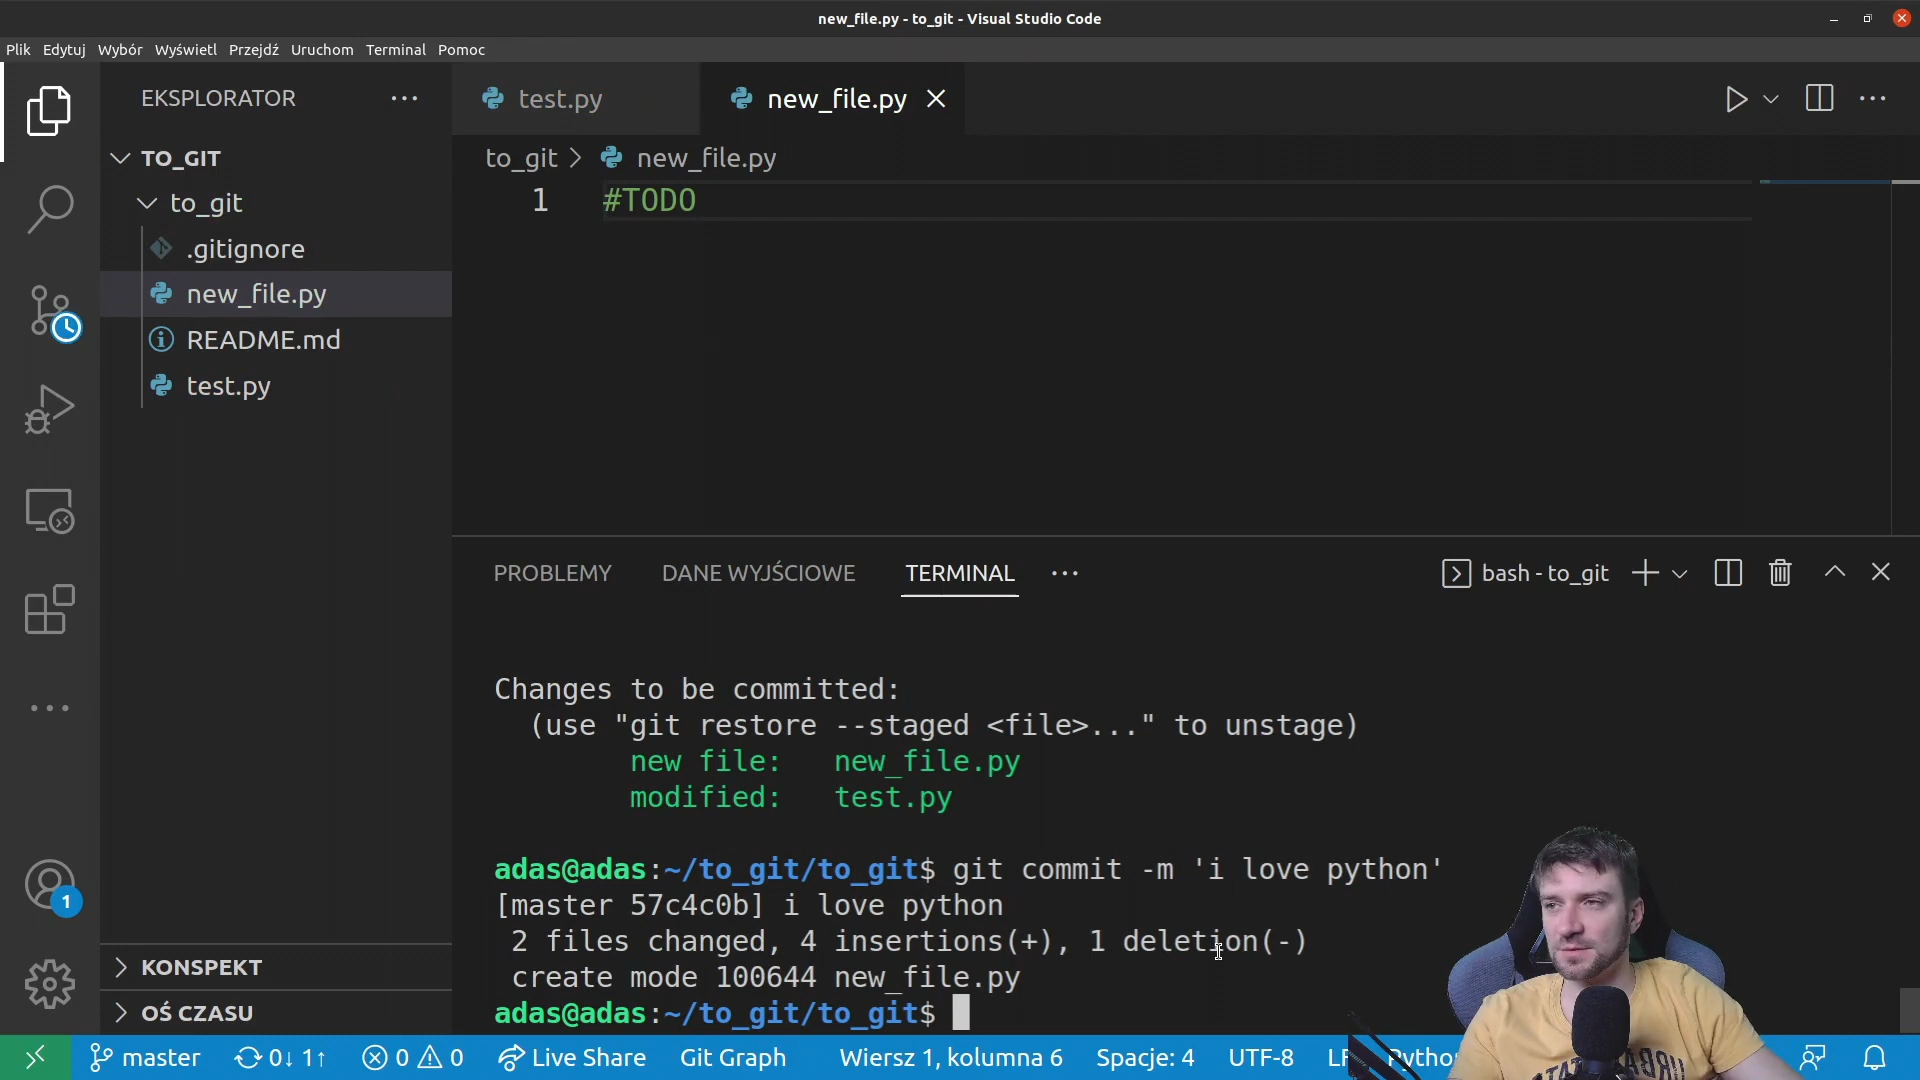 new_file.py - to_git - Visual Studio Code
Plik Edytuj Wybór Wyświetl Przejdź Uruchom Terminal Pomoc
EKSPLORATOR
TO_GIT
to_git
.gitignore
new_file.py
README.md
test.py
KONSPEKT
OŚ CZASU
1
test.py
new_file.py
to_git > new_file.py
1 #TODO
PROBLEMY DANE WYJŚCIOWE TERMINAL
bash - to_git
Changes to be committed:
(use "git restore --staged <file>..." to unstage)
new file: new_file.py
modified: test.py
adas@adas:~/to_git/to_git$ git commit -m 'i love python'
[master 57c4c0b] i love python
2 files changed, 4 insertions(+), 1 deletion(-)
create mode 100644 new_file.py
adas@adas:~/to_git/to_git$
master 0↓ 1↑ 0 0 Live Share Git Graph Wiersz 1, kolumna 6 Spacje: 4 UTF-8